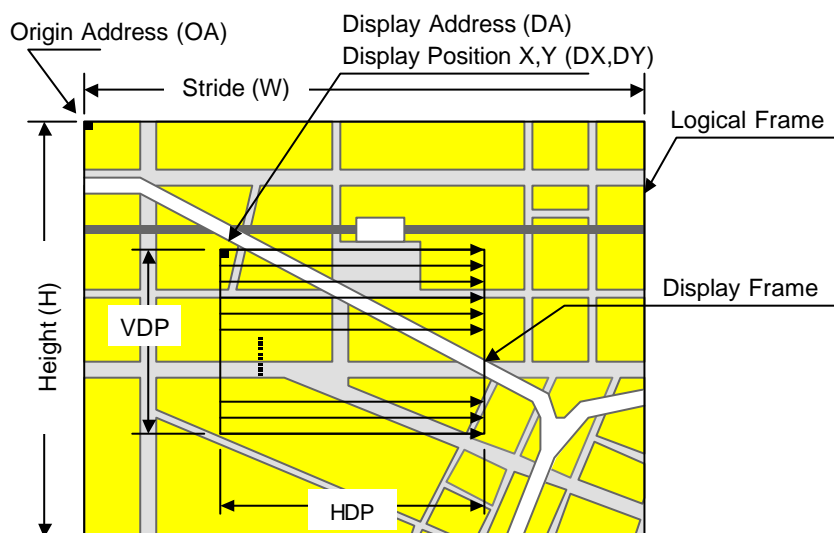 Origin Address (OA)
Display Address (DA)
Display Position X,Y (DX,DY)
Stride (W)
Logical Frame
Display Frame
VDP
Height (H)
HDP